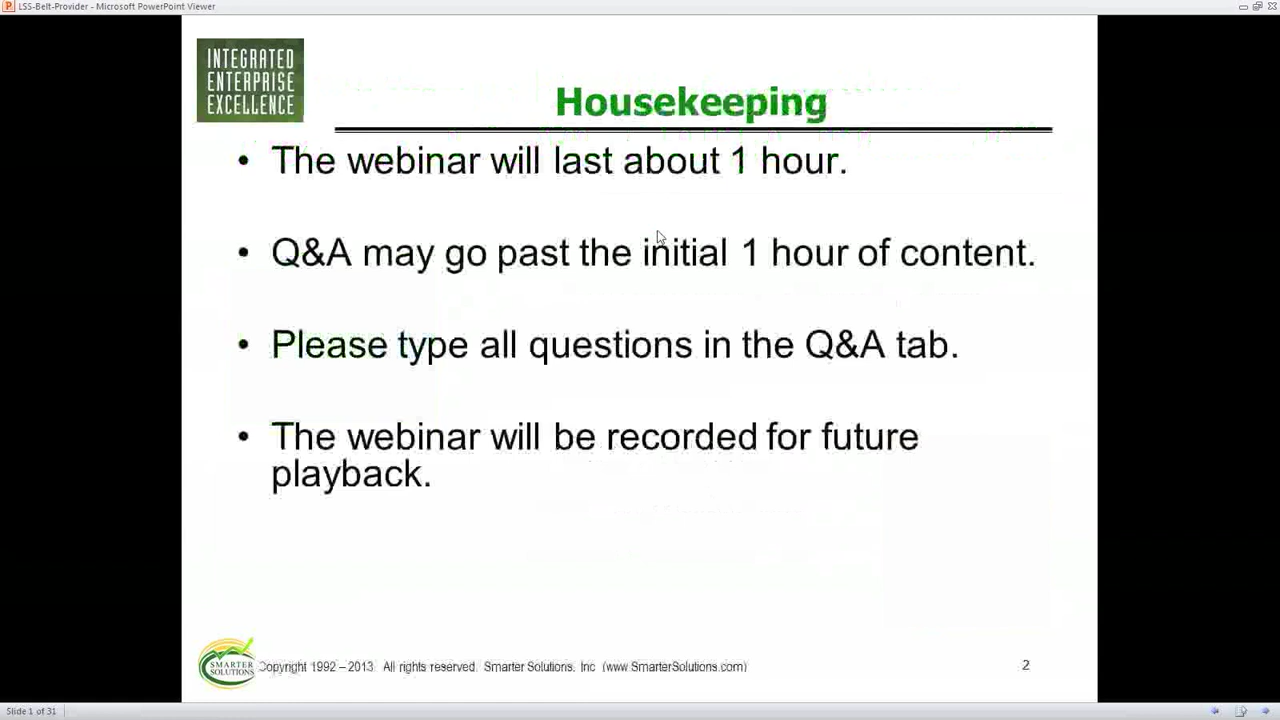 LSS-Belt-Provider - Microsoft PowerPoint Viewer
INTEGRATED
ENTERPRISE
EXCELLENCE
Housekeeping
• The webinar will last about 1 hour.
• Q&A may go past the initial 1 hour of content.
• Please type all questions in the Q&A tab.
• The webinar will be recorded for future
playback.
SMARTER
SOLUTIONS
Copyright 1992 – 2013. All rights reserved. Smarter Solutions, Inc. (www.SmarterSolutions.com)
2
Slide 1 of 31